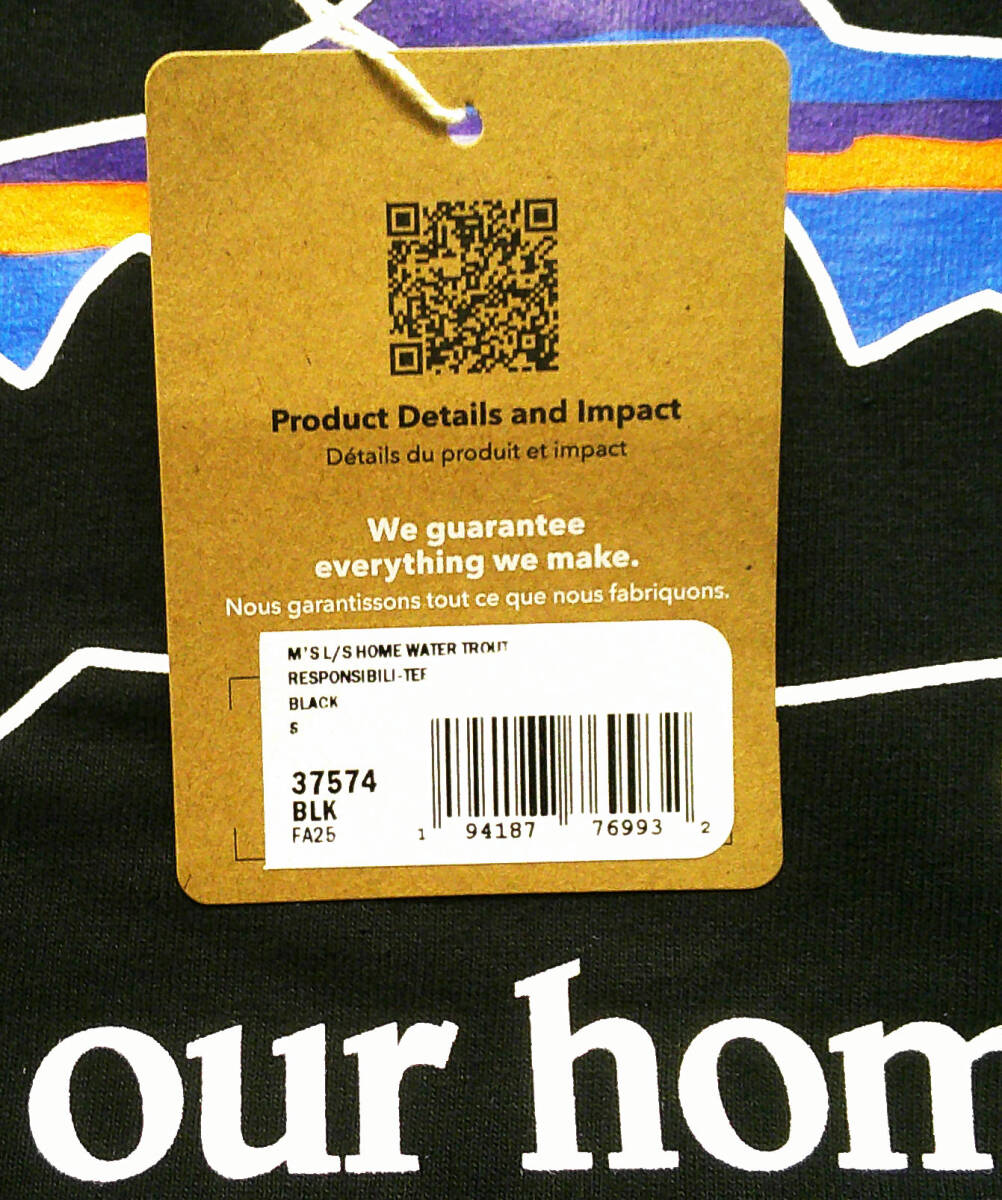 Product Details and Impact
Détails du produit et impact
We guarantee
everything we make.
Nous garantissons tout ce que nous fabriquons.
M'S L/S HOME WATER TROUT
RESPONSIBILI-TEE
BLACK
S
37574
BLK
FA25
1 94187 76993 2
our hom